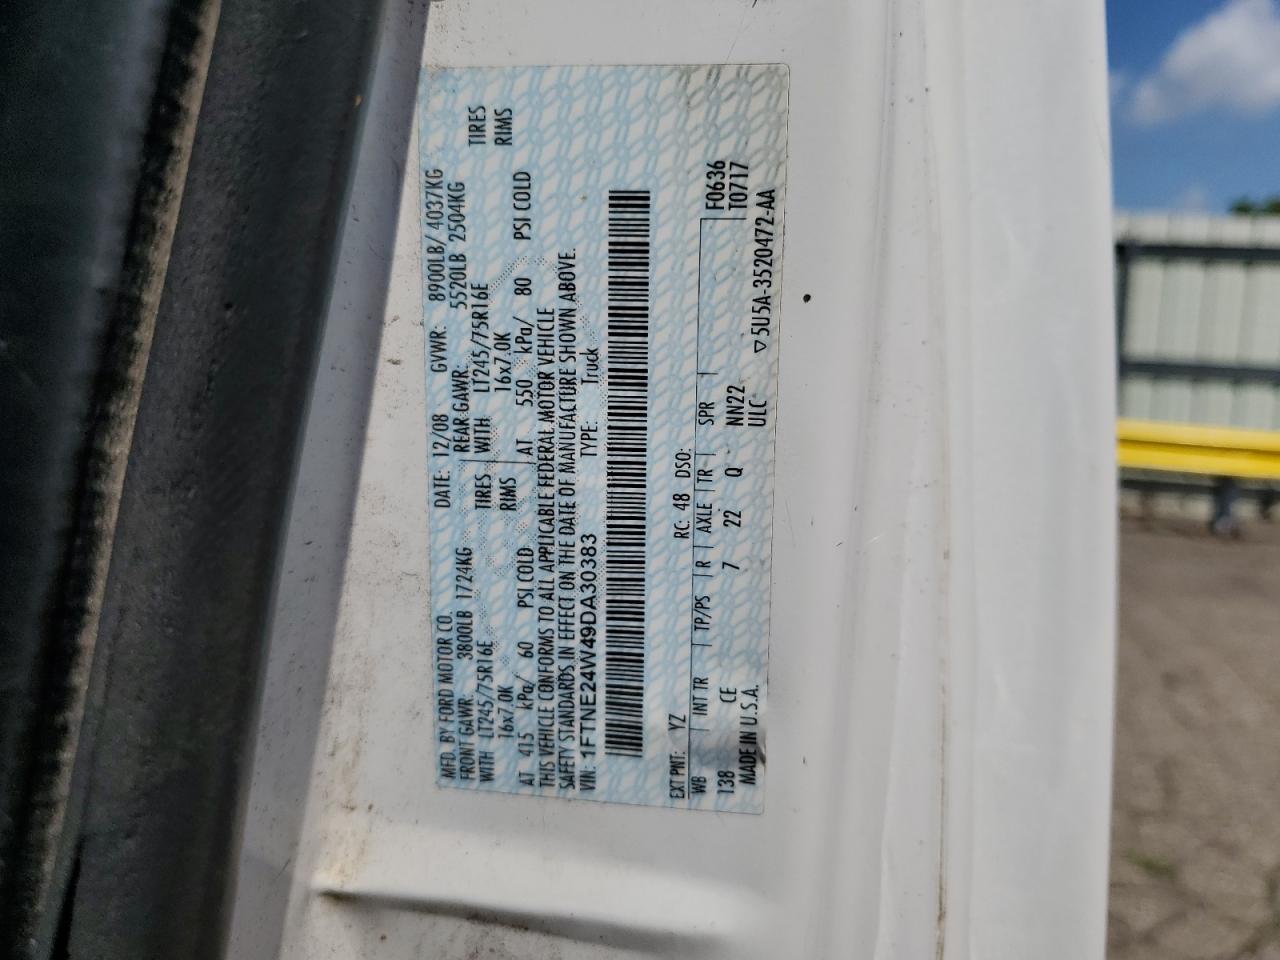 MFD. BY FORD MOTOR CO. DATE: 12/08 GVWR: 8900LB/ 4037KG
FRONT GAWR: 3800LB 1724KG REAR GAWR: 5520LB 2504KG
WITH LT245/75R16E TIRES WITH LT245/75R16E TIRES
16x7.0K RIMS 16x7.0K RIMS
AT 415 kPa/ 60 PSI COLD AT 550 kPa/ 80 PSI COLD
THIS VEHICLE CONFORMS TO ALL APPLICABLE FEDERAL MOTOR VEHICLE
SAFETY STANDARDS IN EFFECT ON THE DATE OF MANUFACTURE SHOWN ABOVE.
VIN: 1FTNE24W49DA30383 TYPE: Truck
EXT PNT: YZ RC: 48 DSO:
WB INT TR TP/PS R AXLE TR SPR F0636
138 CE 7 22 Q NN22 T0717
MADE IN U.S.A. ULC ▽5U5A-3520472-AA